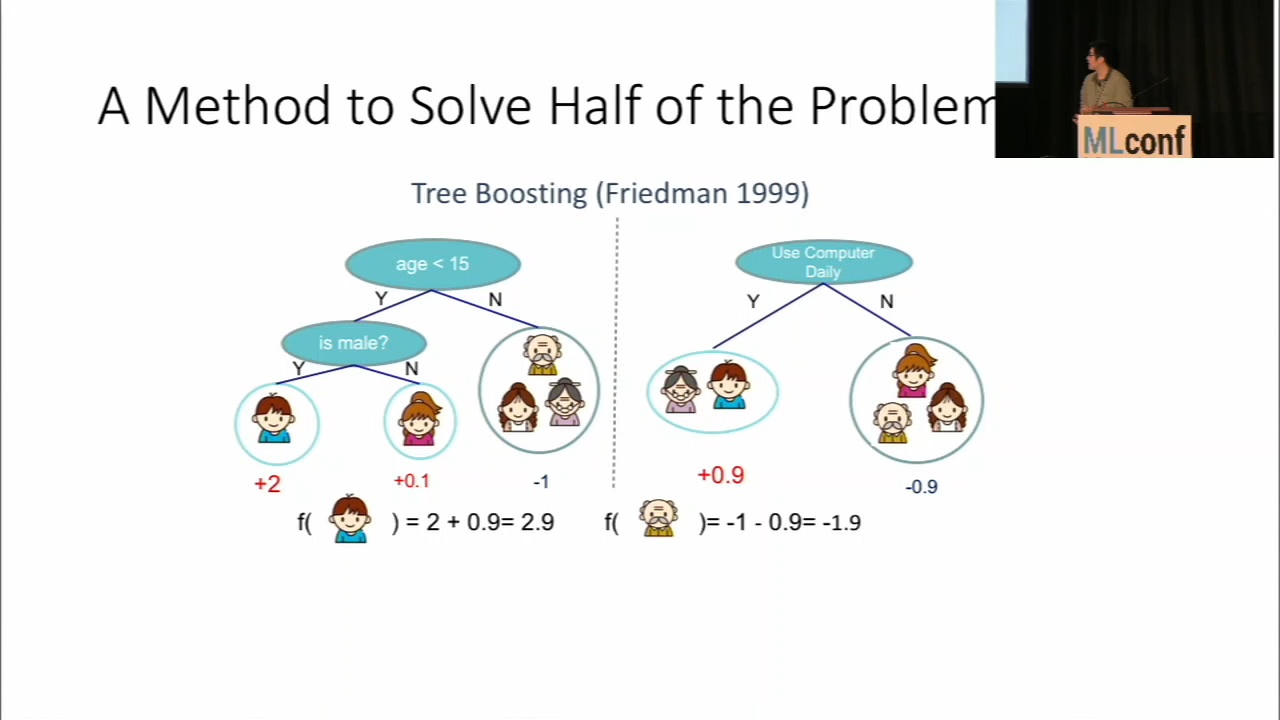 A Method to Solve Half of the Problem
MLconf
Tree Boosting (Friedman 1999)
age < 15
Y
N
is male?
Y
N
+2
+0.1
-1
Use Computer
Daily
Y
N
+0.9
-0.9
f( ) = 2 + 0.9= 2.9
f( )= -1 - 0.9= -1.9